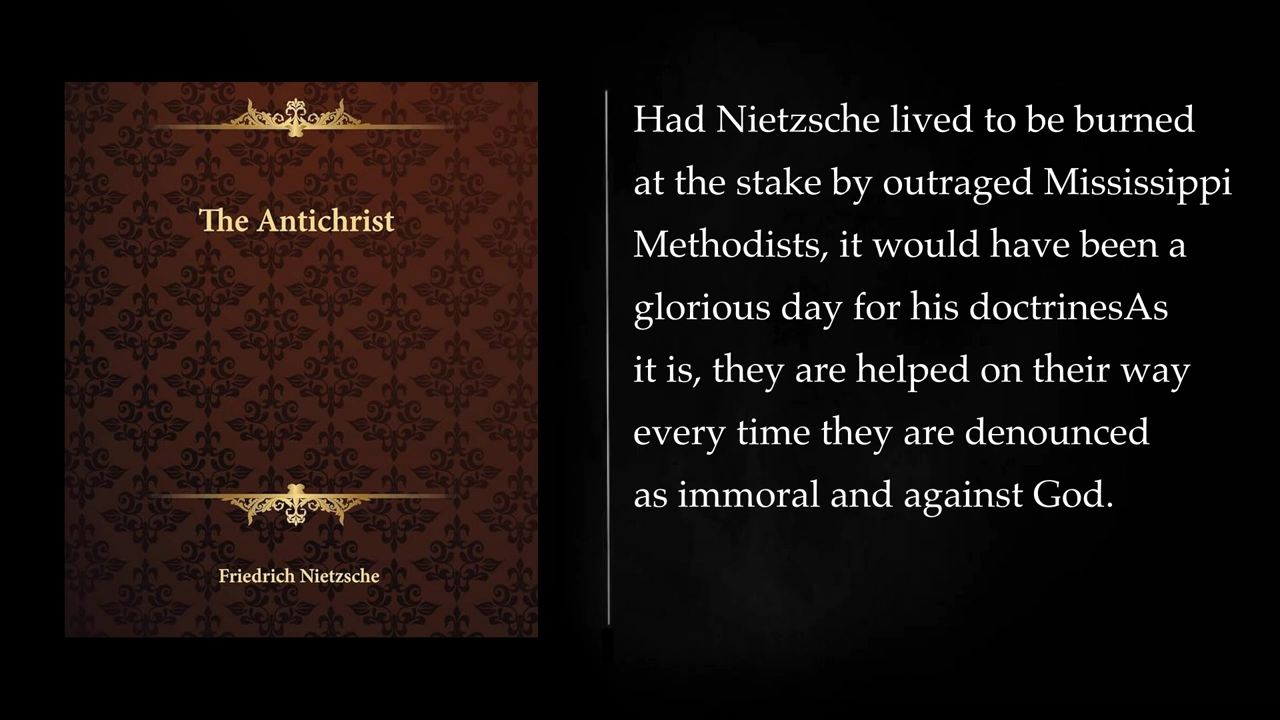 The Antichrist
Friedrich Nietzsche
Had Nietzsche lived to be burned
at the stake by outraged Mississippi
Methodists, it would have been a
glorious day for his doctrinesAs
it is, they are helped on their way
every time they are denounced
as immoral and against God.